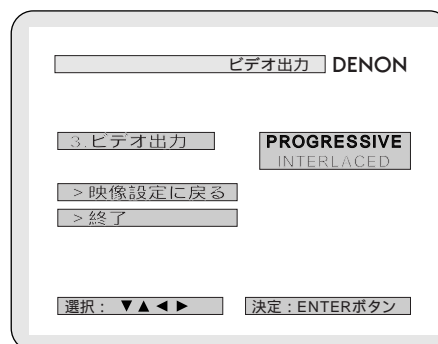 ビデオ出力 DENON
3.ビデオ出力 PROGRESSIVE
INTERLACED
>映像設定に戻る
>終了
選択： ▼▲◀▶ 決定：ENTERボタン